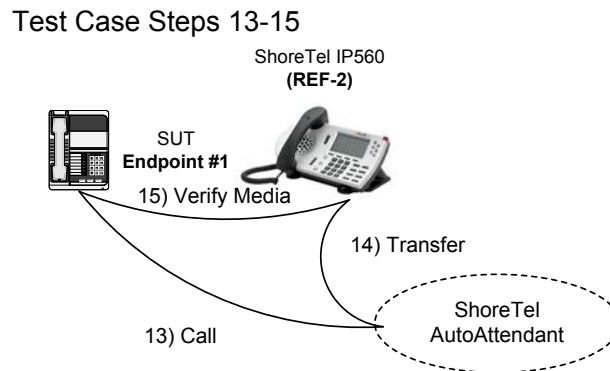 Test Case Steps 13-15
ShoreTel IP560
(REF-2)
SUT
Endpoint #1
15) Verify Media
14) Transfer
13) Call
ShoreTel
AutoAttendant